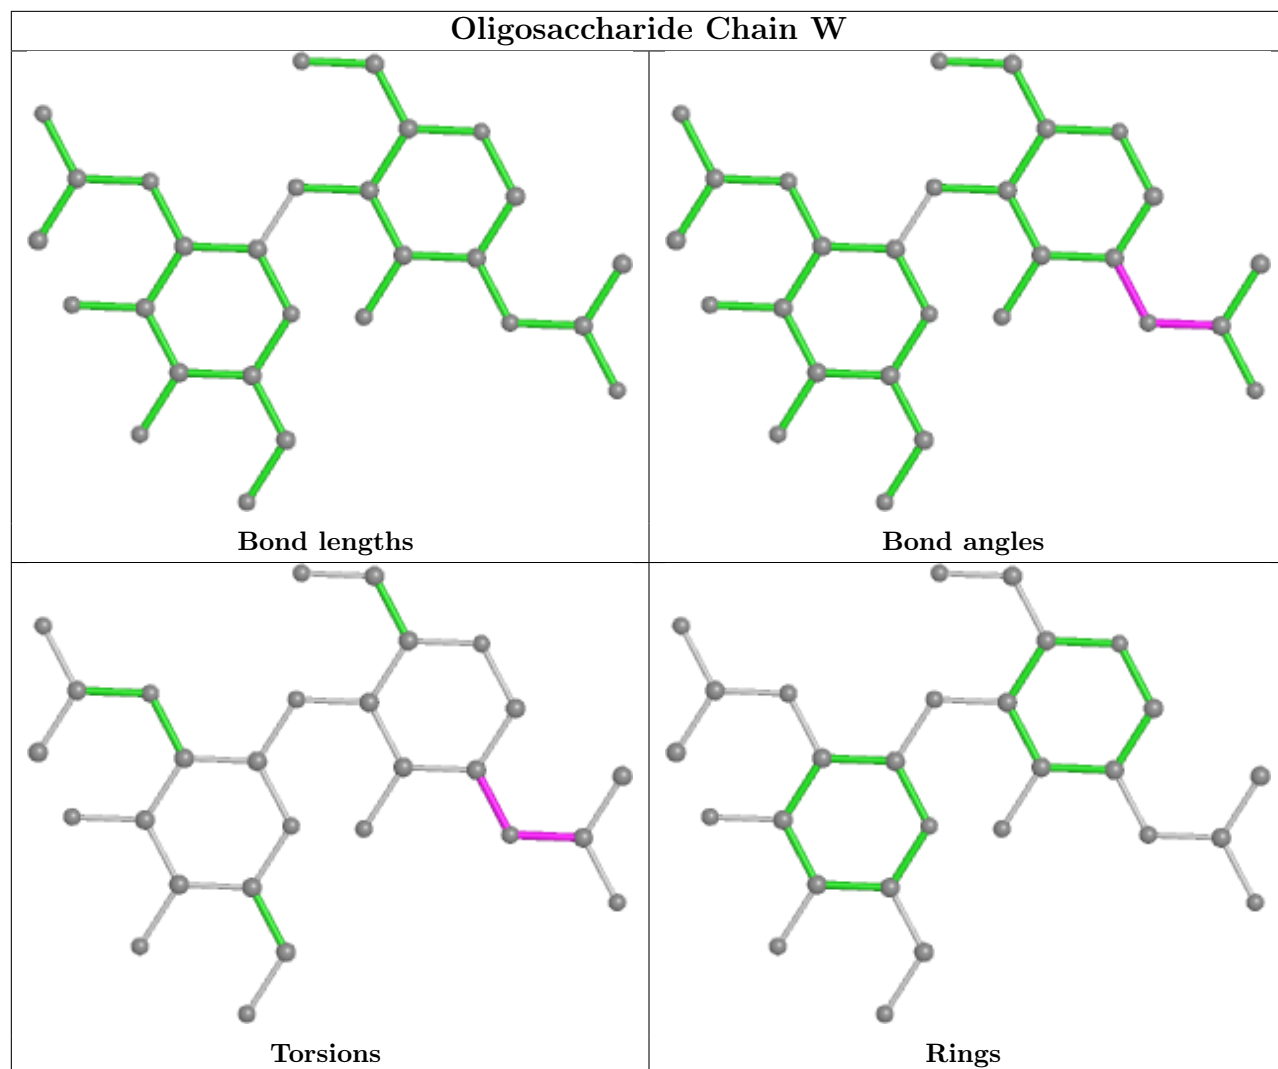 Oligosaccharide Chain W
Bond lengths
Bond angles
Torsions
Rings